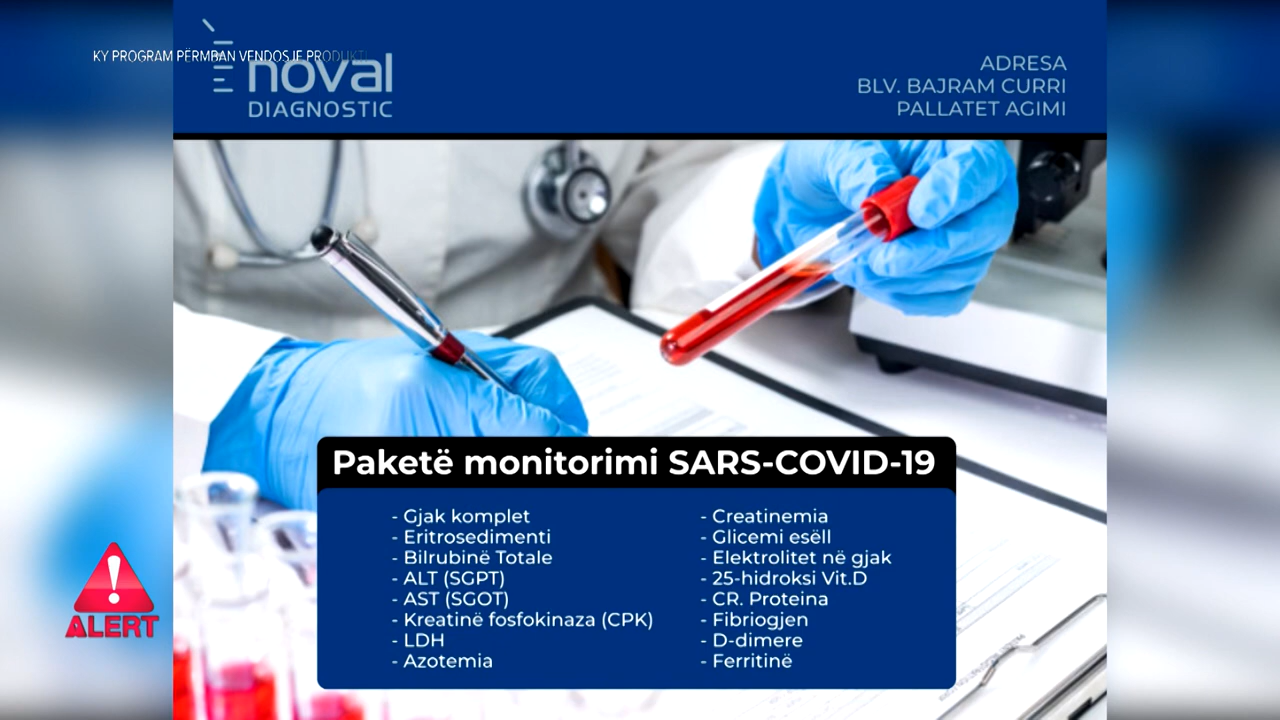 KY PROGRAM PËRMBAN VENDOSJE PRODUKTI
noval
DIAGNOSTIC
ADRESA
BLV. BAJRAM CURRI
PALLATET AGIMI
Paketë monitorimi SARS-COVID-19
- Gjak komplet
- Eritrosedimenti
- Bilrubinë Totale
- ALT (SGPT)
- AST (SGOT)
- Kreatinë fosfokinaza (CPK)
- LDH
- Azotemia
- Creatinemia
- Glicemi esëll
- Elektrolitet në gjak
- 25-hidroksi Vit.D
- CR. Proteina
- Fibriogjen
- D-dimere
- Ferritinë
ALERT